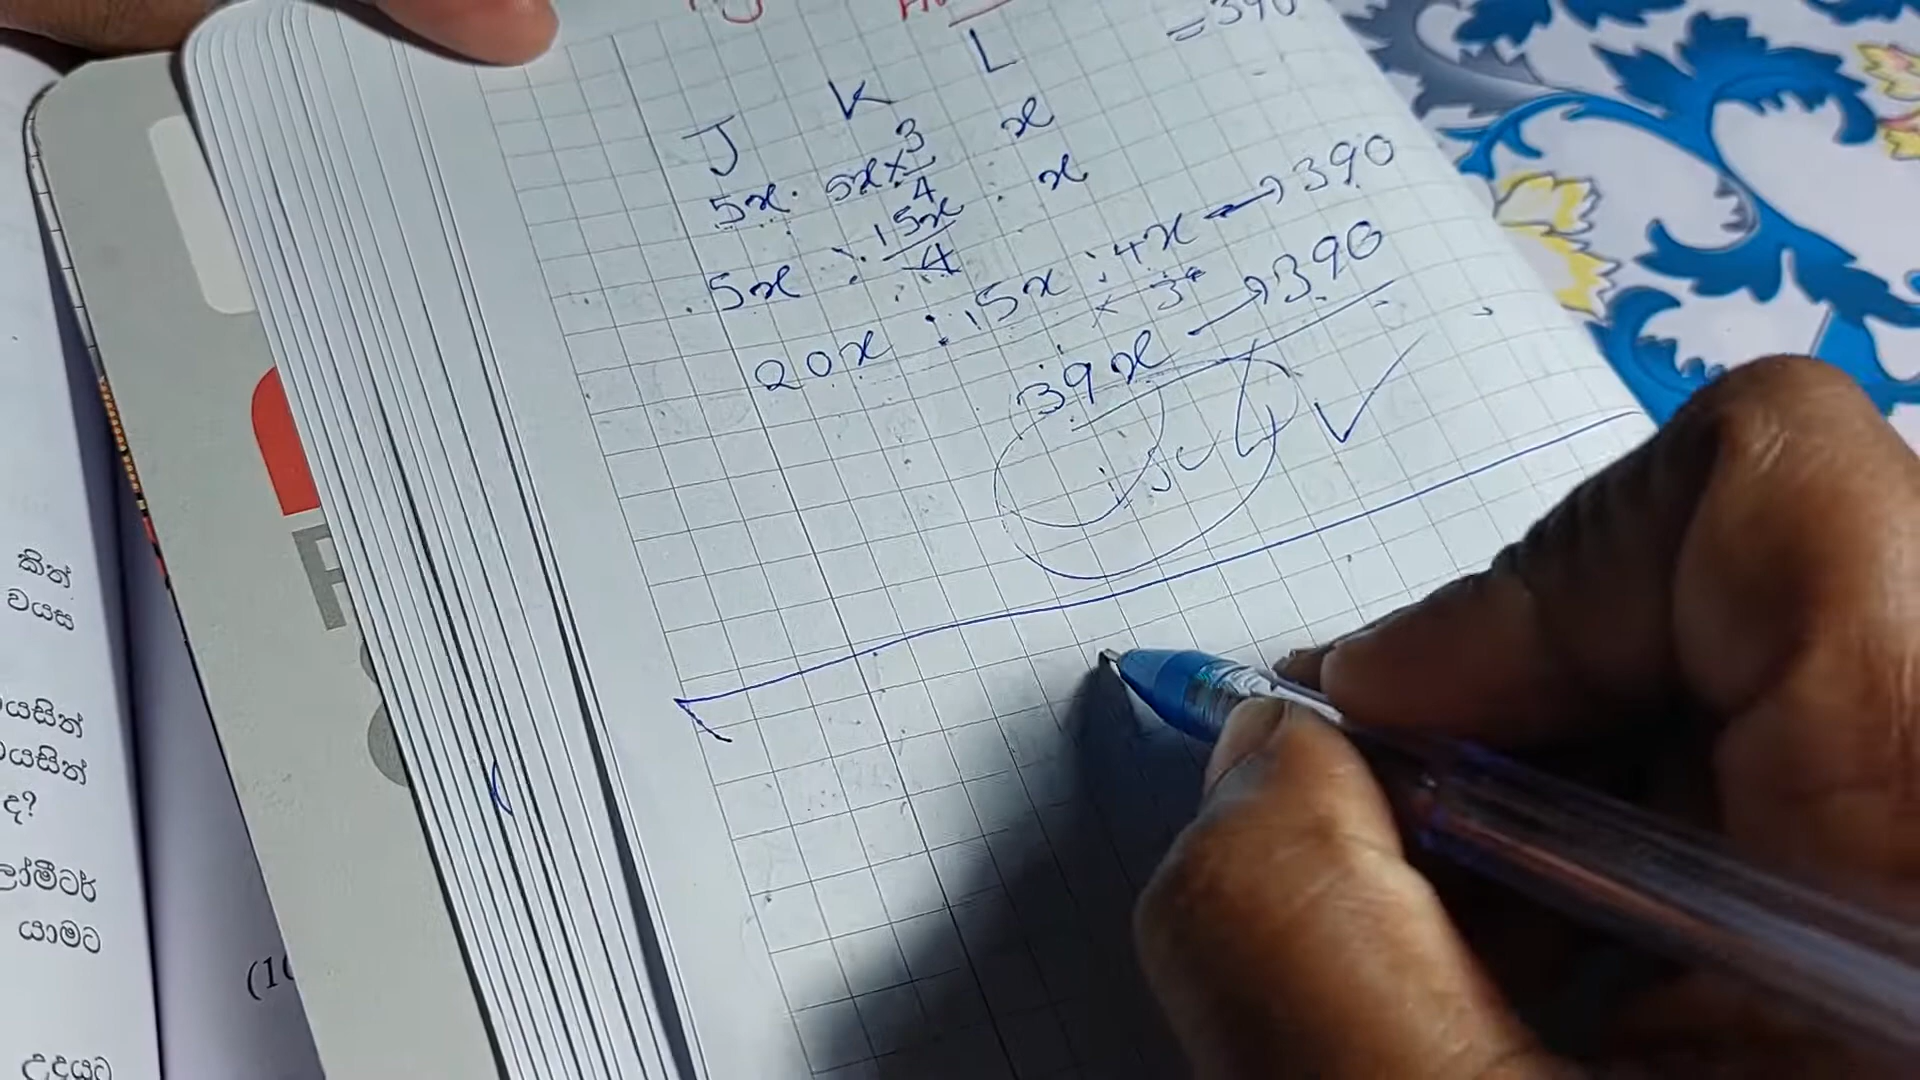 =390
J K L
5x . 5x×3/4 x
5x : 15x/4 : x
20x : 15x : 4x → 390
× 3
39x → 390
කින්
වයස
යසින්
යසින්
ද?
ලෝමීටර්
යාමට
උදයට
(10